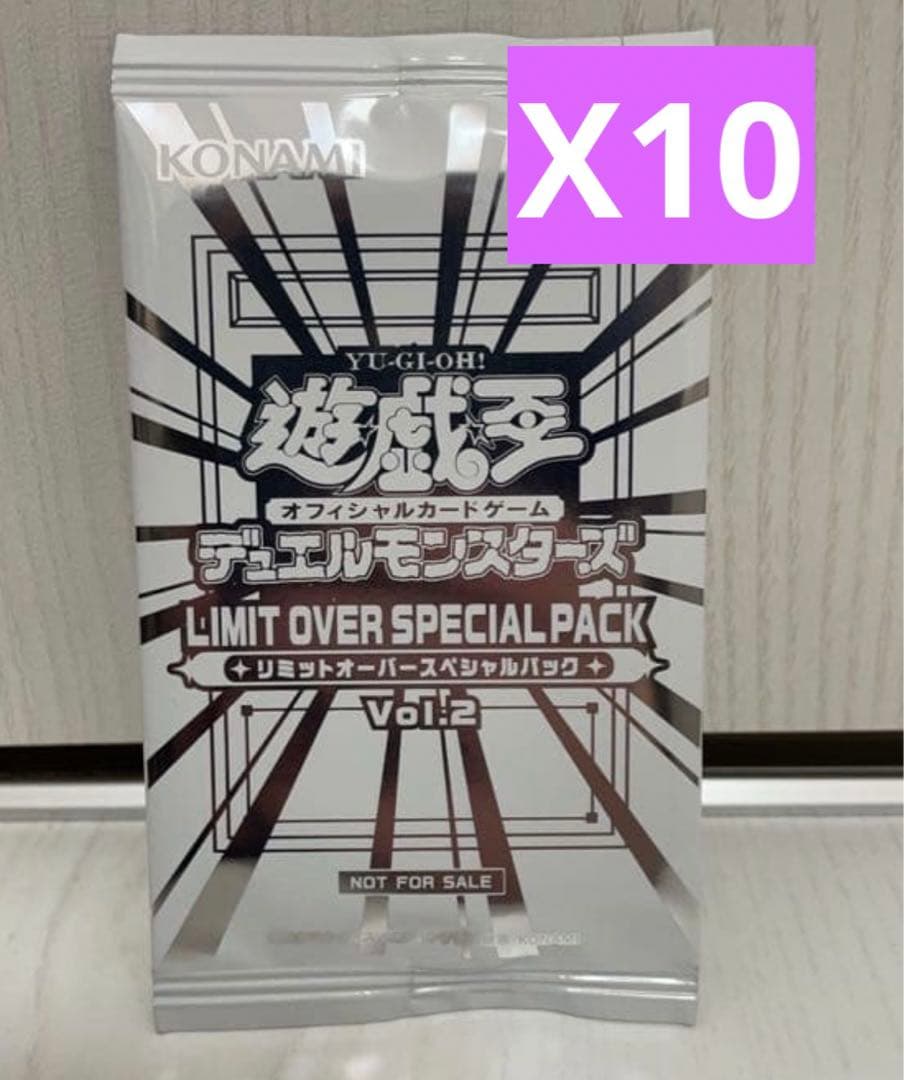 X10
KONAMI
YU-GI-OH!
遊☆戯☆王
オフィシャルカードゲーム
デュエルモンスターズ
LIMIT OVER SPECIAL PACK
リミットオーバースペシャルパック
Vol.2
NOT FOR SALE
KONAMI